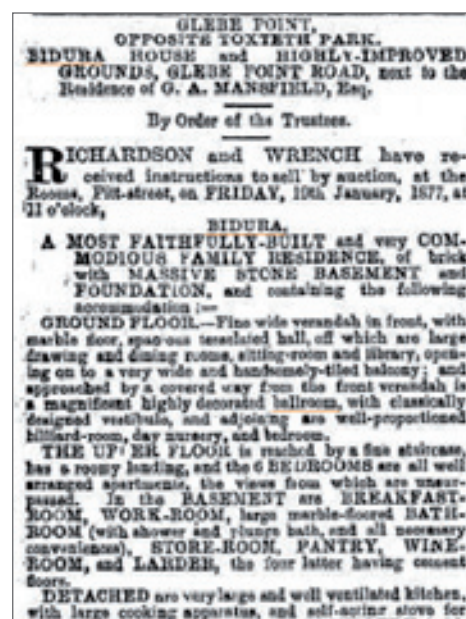 GLEBE POINT,
OPPOSITE TOXTETH PARK.
BIDURA HOUSE and HIGHLY-IMPROVED
GROUNDS, GLEBE POINT ROAD, next to the
Residence of G. A. MANSFIELD, Esq.
By Order of the Trustees.
RICHARDSON and WRENCH have re-
ceived instructions to sell by auction, at the
Rooms, Pitt-street, on FRIDAY, 19th January, 1877, at
11 o'clock,
BIDURA,
A MOST FAITHFULLY-BUILT and very COM-
MODIOUS FAMILY RESIDENCE, of brick
with MASSIVE STONE BASEMENT and
FOUNDATION, and containing the following
accommodation :—
GROUND FLOOR.—Fine wide verandah in front, with
marble floor, spacious tesselated hall, off which are large
drawing and dining rooms, sitting-room and library, open-
ing on to a very wide and handsomely-tiled balcony; and
approached by a covered way from the front verandah is
a magnificent highly decorated ballroom, with classically
designed vestibule, and adjoining are well-proportioned
billiard-room, day nursery, and bedroom.
THE UPPER FLOOR is reached by a fine staircase,
has a roomy landing, and the 6 BEDROOMS are all well
arranged apartments, the views from which are unsur-
passed. In the BASEMENT are BREAKFAST-
ROOM, WORK-ROOM, large marble-floored BATH-
ROOM (with shower and plunge bath, and all necessary
conveniences), STORE-ROOM, PANTRY, WINE-
ROOM, and LARDER, the four latter having cement
floors.
DETACHED are very large and well ventilated kitchen,
with large cooking apparatus, and self-acting stove for